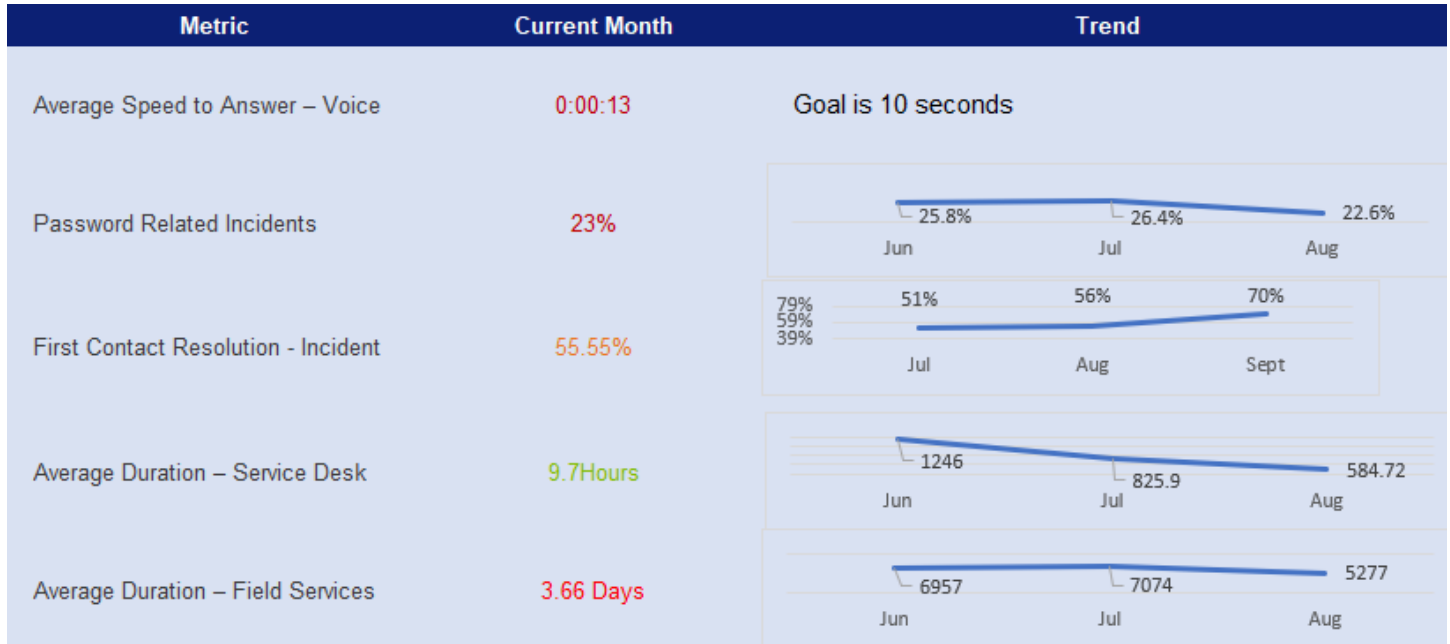 Metric Current Month Trend
Average Speed to Answer – Voice 0:00:13 Goal is 10 seconds
Password Related Incidents 23%
25.8% 26.4% 22.6%
Jun Jul Aug
First Contact Resolution - Incident 55.55%
79%
59%
39%
51% 56% 70%
Jul Aug Sept
Average Duration – Service Desk 9.7Hours
1246 825.9 584.72
Jun Jul Aug
Average Duration – Field Services 3.66 Days
6957 7074 5277
Jun Jul Aug